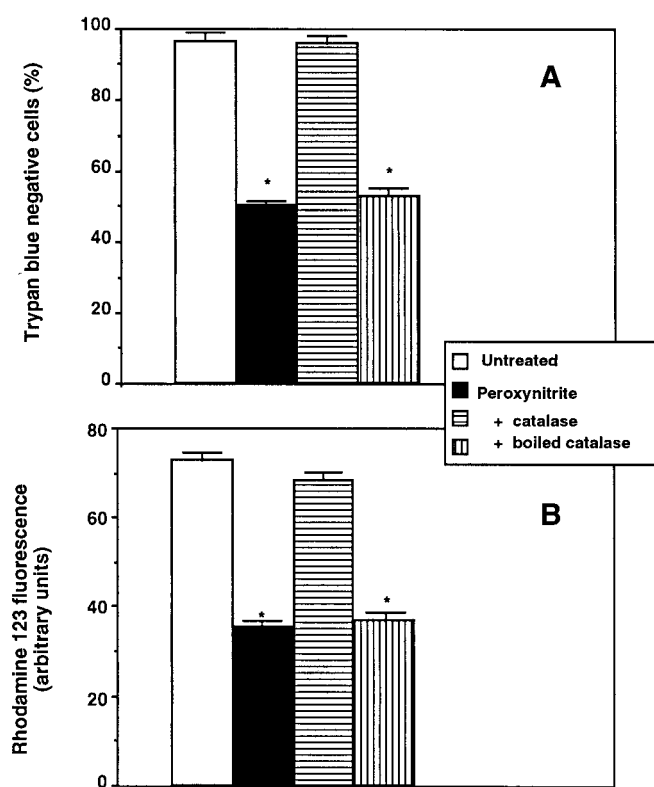 100
80
60
40
20
0
Trypan blue negative cells (%)
A
*
*
Untreated
Peroxynitrite
+ catalase
+ boiled catalase
80
60
40
20
0
Rhodamine 123 fluorescence
(arbitrary units)
B
*
*